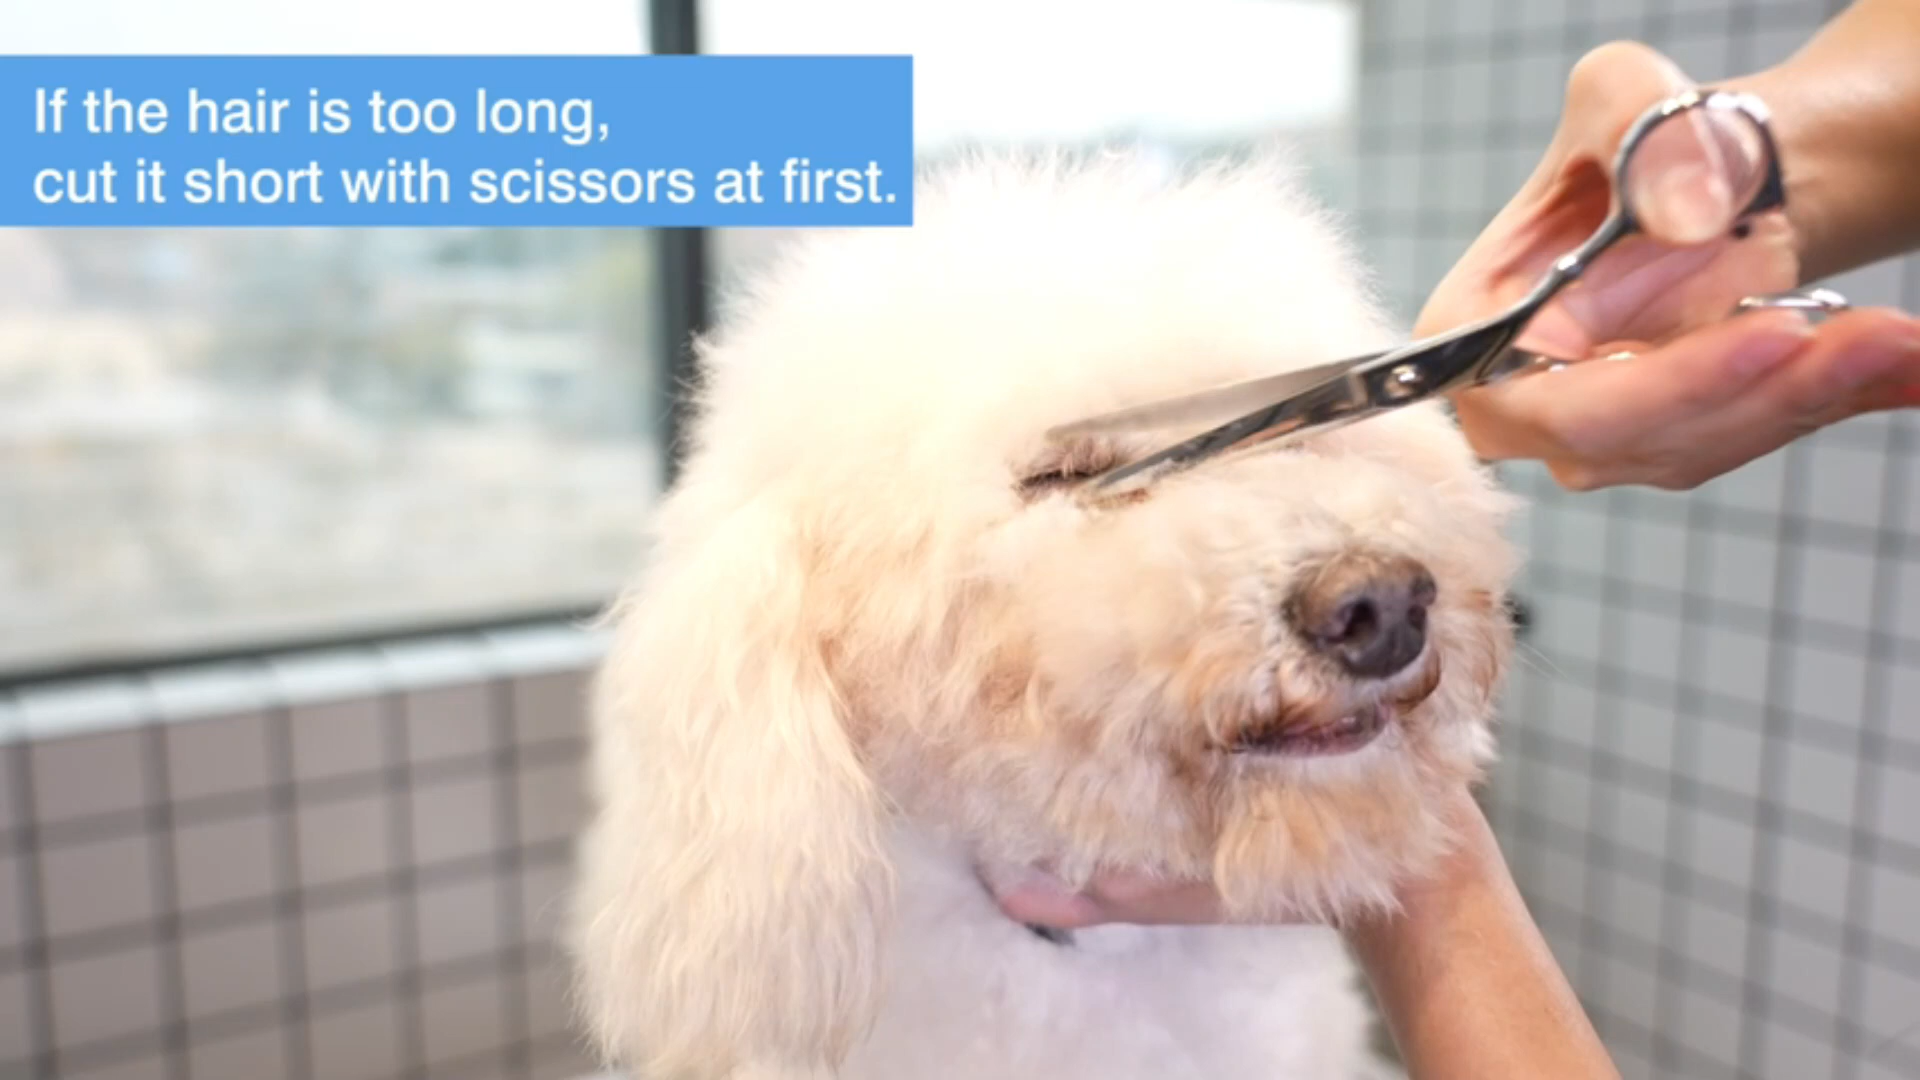 If the hair is too long,
cut it short with scissors at first.